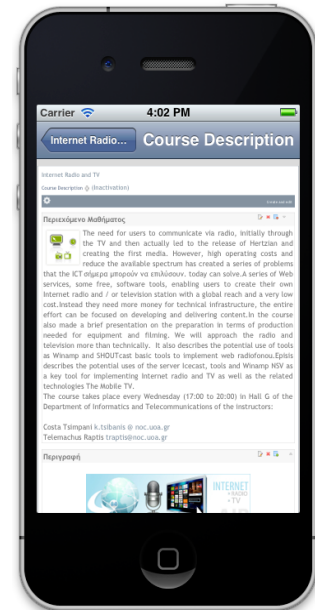 Carrier 4:02 PM
Internet Radio... Course Description
Internet Radio and TV
Course Description (Inactivation)
Περιεχόμενο Μαθήματος
The need for users to communicate via radio, initially through
the TV and then actually led to the release of Hertzian and
creating the first media. However, high operating costs and
reduce the available spectrum has created a series of problems
that the ICT σήμερα μπορούν να επιλύσουν. today can solve.A series of Web
services, some free, software tools, enabling users to create their own
Internet radio and / or television station with a global reach and a very low
cost.Instead they need more money for technical infrastructure, the entire
effort can be focused on developing and delivering content.In the course
also made a brief presentation on the preparation in terms of production
needed for equipment and filming. We will approach the radio and
television more than technically. It also describes the potential use of tools
as Winamp and SHOUTcast basic tools to implement web radiofonou.Episis
describes the potential uses of the server Icecast, tools and Winamp NSV as
a key tool for implementing Internet radio and TV as well as the related
technologies The Mobile TV.
The course takes place every Wednesday (17:00 to 20:00) in Hall G of the
Department of Informatics and Telecommunications of the instructors:
Costa Tsimpani k.tsibanis @ noc.uoa.gr
Telemachus Raptis traptis@noc.uoa.gr
Περιγραφή
INTERNET
• RADIO
• TV